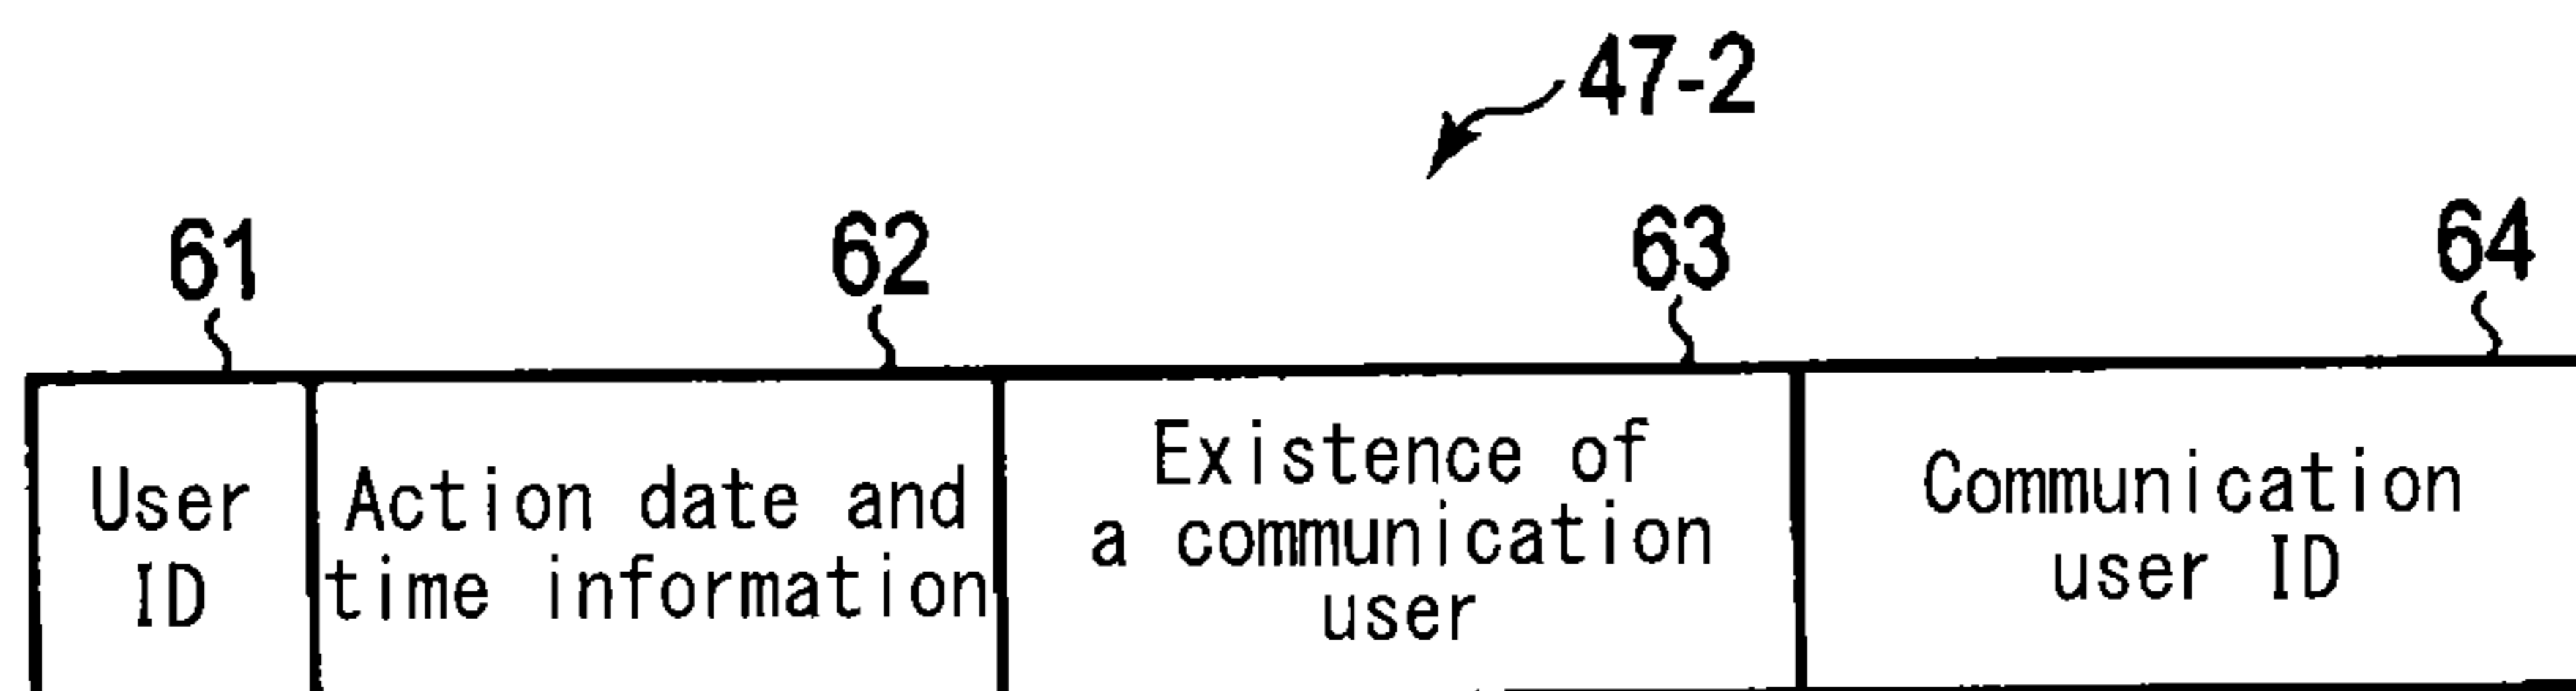 47-2
61
62
63
64
User
ID
Action date and
time information
Existence of
a communication
user
Communication
user ID